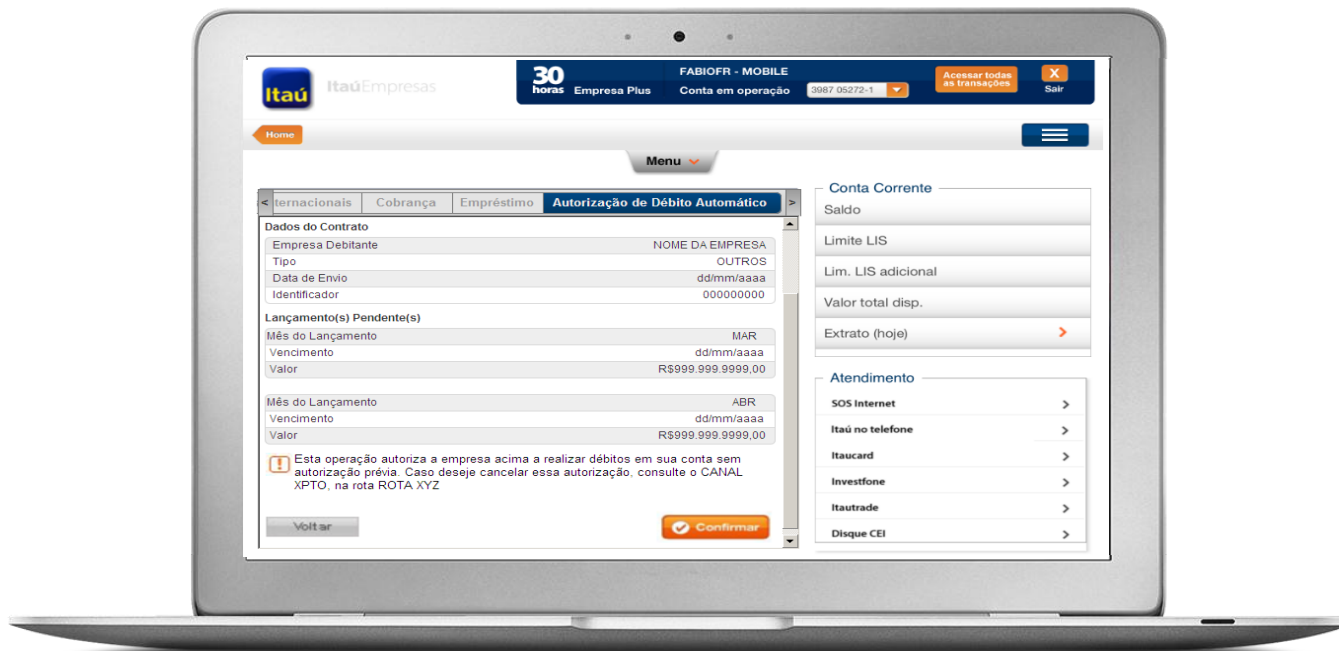 Itaú
ItaúEmpresas
30 horas Empresa Plus
FABIOFR - MOBILE
Conta em operação 3987 05272-1
Acessar todas as transações
X
Sair
Home
Menu
< ternacionais Cobrança Empréstimo Autorização de Débito Automático >
Dados do Contrato
Empresa Debitante NOME DA EMPRESA
Tipo OUTROS
Data de Envio dd/mm/aaaa
Identificador 000000000
Lançamento(s) Pendente(s)
Mês do Lançamento MAR
Vencimento dd/mm/aaaa
Valor R$999.999.9999,00
Mês do Lançamento ABR
Vencimento dd/mm/aaaa
Valor R$999.999.9999,00
! Esta operação autoriza a empresa acima a realizar débitos em sua conta sem
autorização prévia. Caso deseje cancelar essa autorização, consulte o CANAL
XPTO, na rota ROTA XYZ
Voltar
Confirmar
Conta Corrente
Saldo
Limite LIS
Lim. LIS adicional
Valor total disp.
Extrato (hoje)
Atendimento
SOS Internet
Itaú no telefone
Itaucard
Investfone
Itautrade
Disque CEI